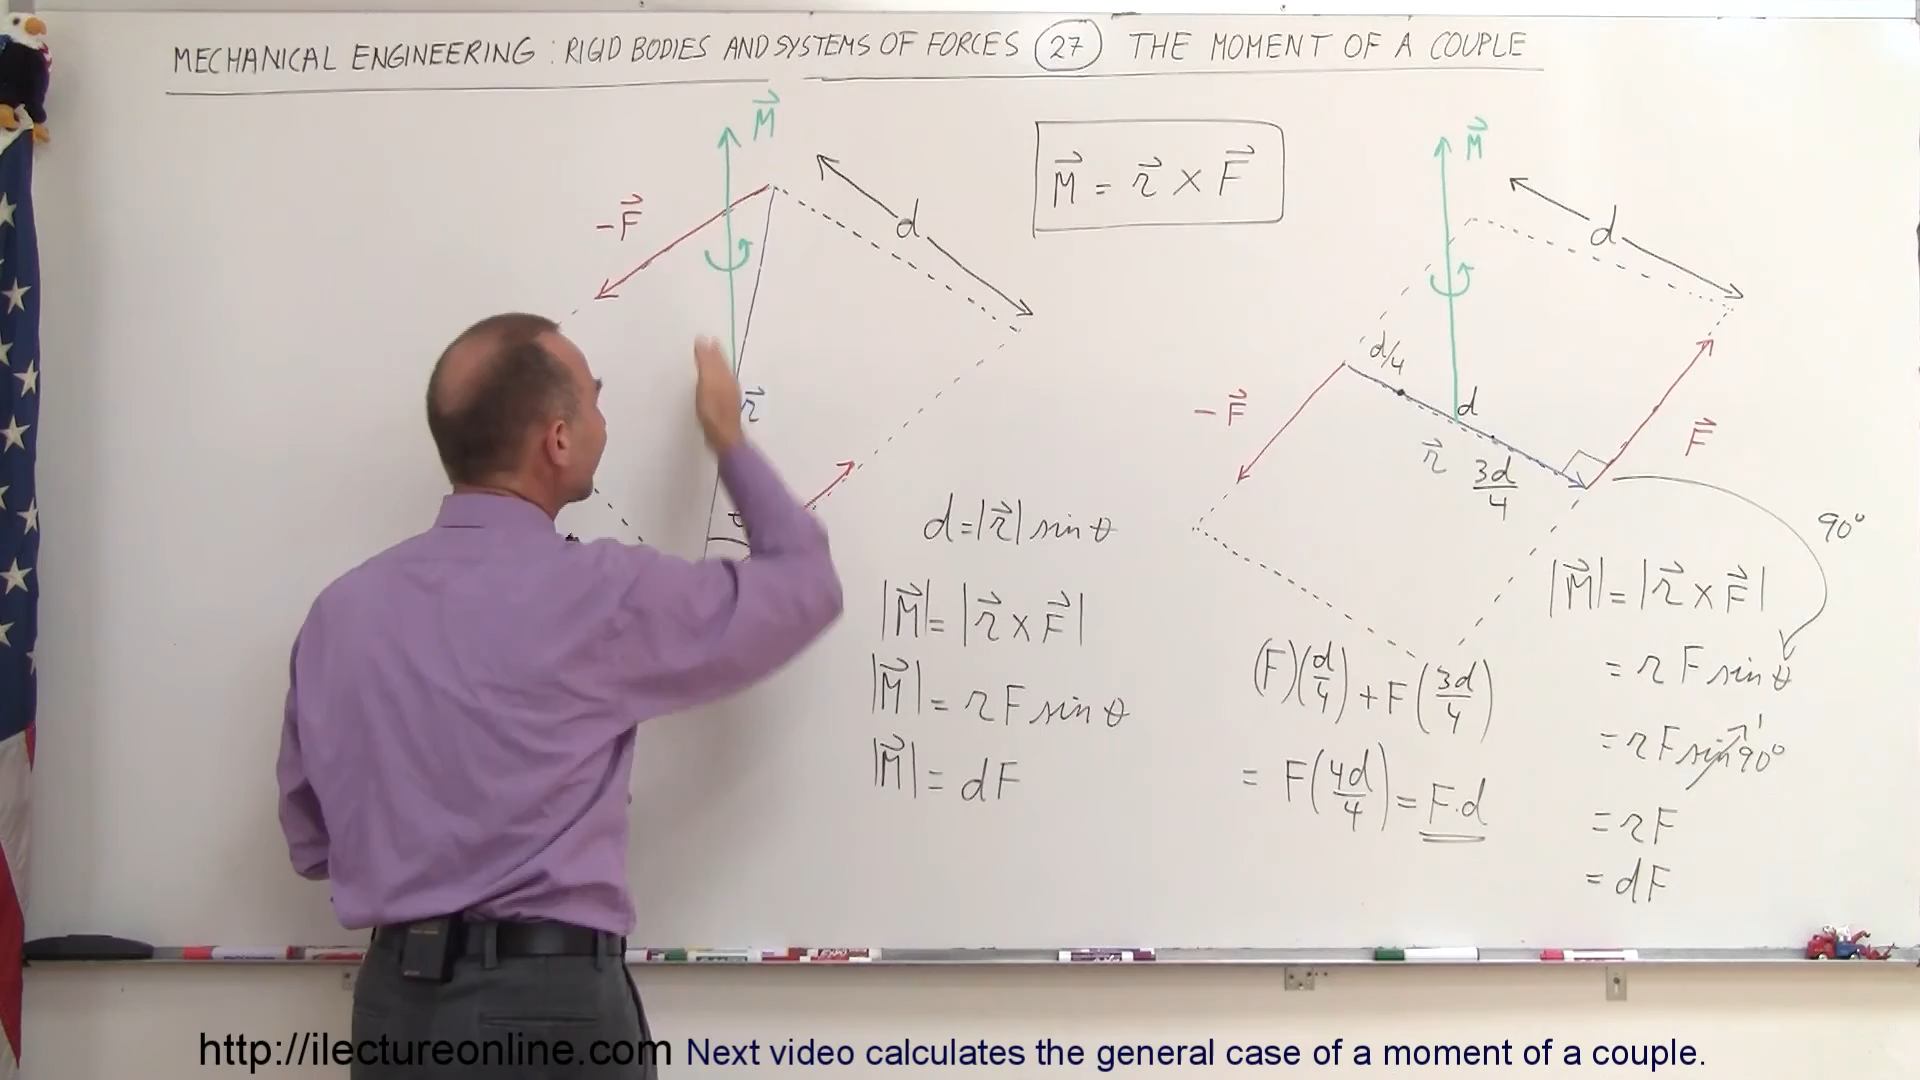 MECHANICAL ENGINEERING : RIGID BODIES AND SYSTEMS OF FORCES (27) THE MOMENT OF A COUPLE
M⃗
-F⃗
d
r⃗
M⃗ = r⃗ × F⃗
d = |r⃗| sin θ
|M⃗| = |r⃗ × F⃗|
|M⃗| = r F sin θ
|M⃗| = d F
M⃗
d
d/4
-F⃗
d
r⃗
3d/4
F⃗
90°
(F)(d/4) + F(3d/4)
= F(4d/4) = F·d
|M⃗| = |r⃗ × F⃗|
= r F sin θ
= r F sin 90° 1
= r F
= d F
http://ilectureonline.com Next video calculates the general case of a moment of a couple.